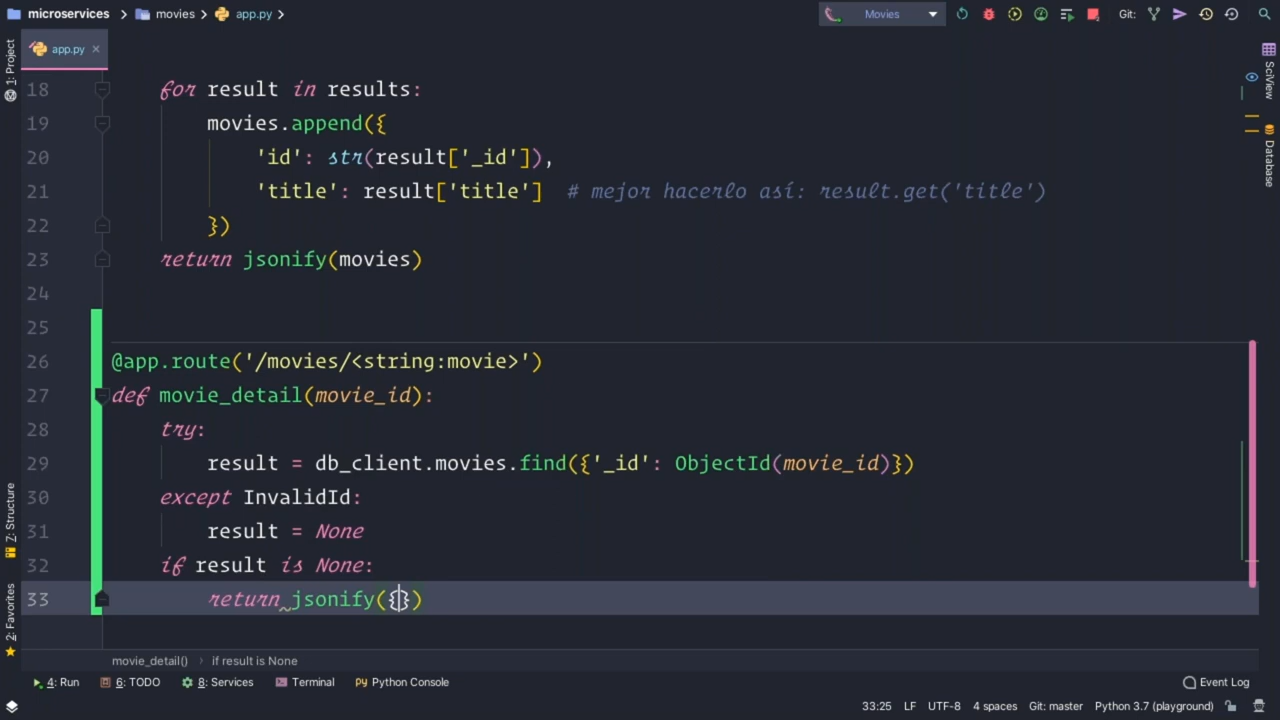 microservices movies app.py
Movies
Git:
app.py
1: Project
SciView
Database
18 for result in results:
19 movies.append({
20 'id': str(result['_id']),
21 'title': result['title'] # mejor hacerlo así: result.get('title')
22 })
23 return jsonify(movies)
24
25
26 @app.route('/movies/<string:movie>')
27 def movie_detail(movie_id):
28 try:
29 result = db_client.movies.find({'_id': ObjectId(movie_id)})
30 except InvalidId:
31 result = None
32 if result is None:
33 return jsonify({})
Z: Structure
2: Favorites
movie_detail() › if result is None
4: Run 6: TODO 8: Services Terminal Python Console Event Log
33:25 LF UTF-8 4 spaces Git: master Python 3.7 (playground)